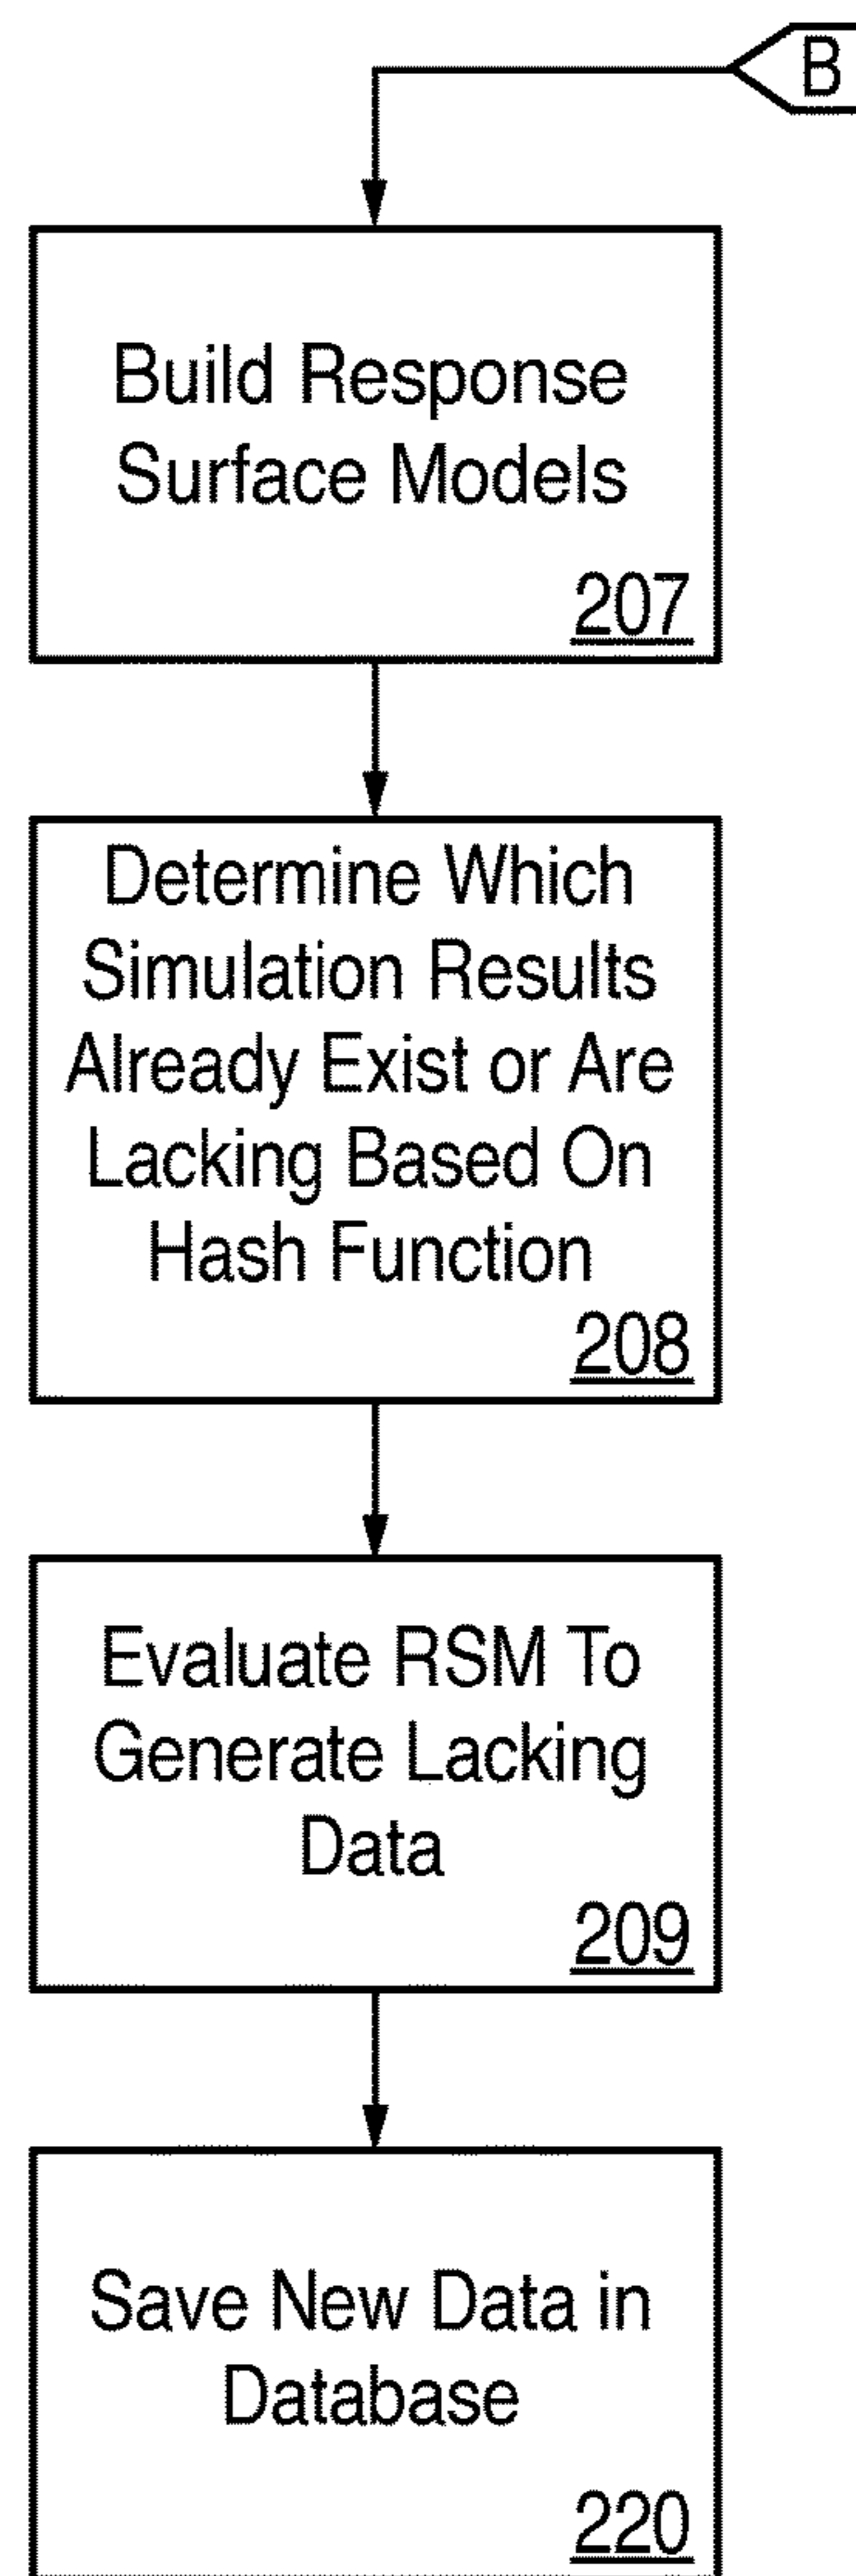 B
Build Response
Surface Models
207
Determine Which
Simulation Results
Already Exist or Are
Lacking Based On
Hash Function
208
Evaluate RSM To
Generate Lacking
Data
209
Save New Data in
Database
220